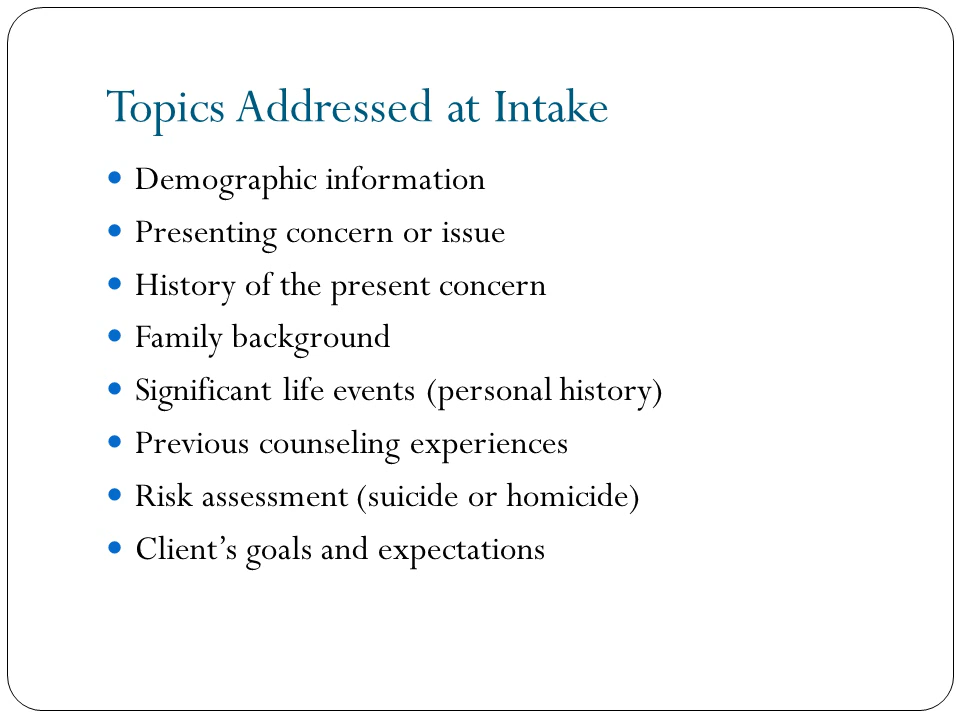 Topics Addressed at Intake
• Demographic information
• Presenting concern or issue
• History of the present concern
• Family background
• Significant life events (personal history)
• Previous counseling experiences
• Risk assessment (suicide or homicide)
• Client’s goals and expectations